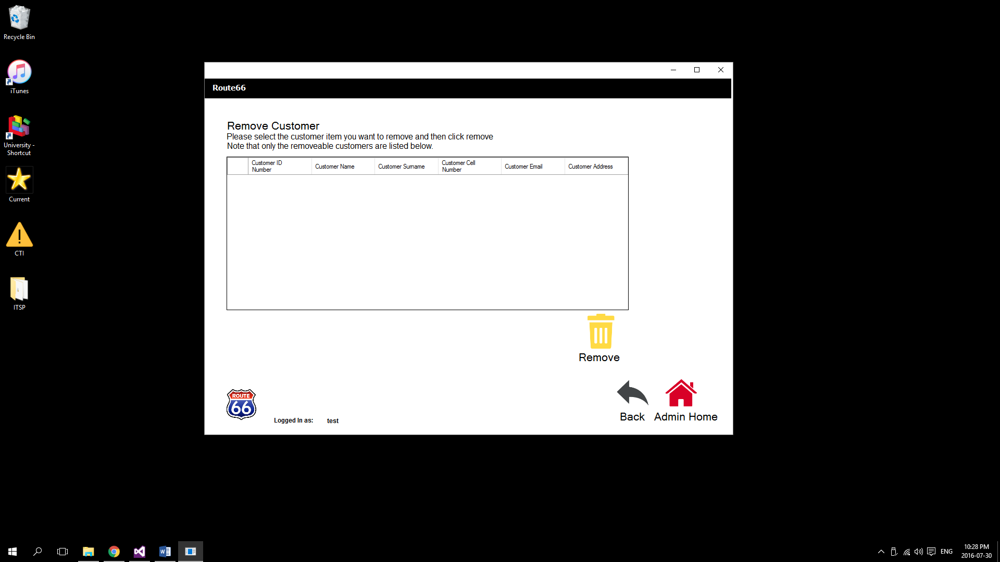 Recycle Bin
iTunes
University -
Shortcut
Current
CTI
ITSP
Route66
Remove Customer
Please select the customer item you want to remove and then click remove
Note that only the removeable customers are listed below.
Customer ID
Number
Customer Name
Customer Surname
Customer Cell
Number
Customer Email
Customer Address
Remove
ROUTE
66
Logged In as:
test
Back
Admin Home
ENG
10:28 PM
2016-07-30